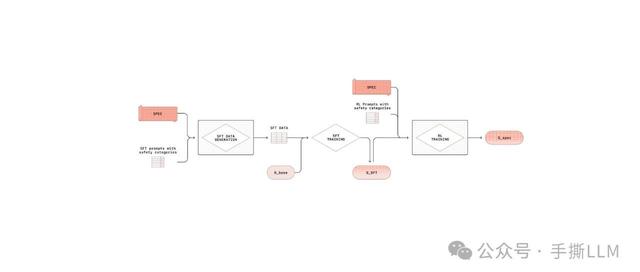 SPEC
RL Prompts with
safety categories
SPEC
SFT prompts with
safety categories
SFT DATA
GENERATION
SFT DATA
G_base
SFT
TRAINING
G_SFT
RL
TRAINING
G_spec
公众号 · 手撕LLM